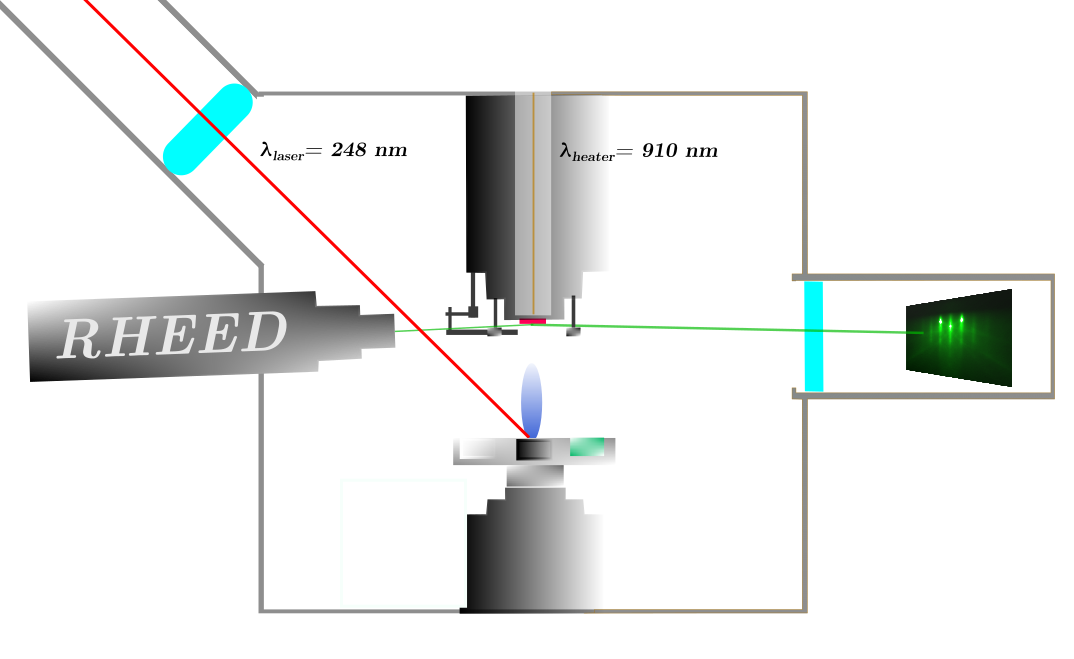 λlaser= 248 nm
λheater= 910 nm
RHEED